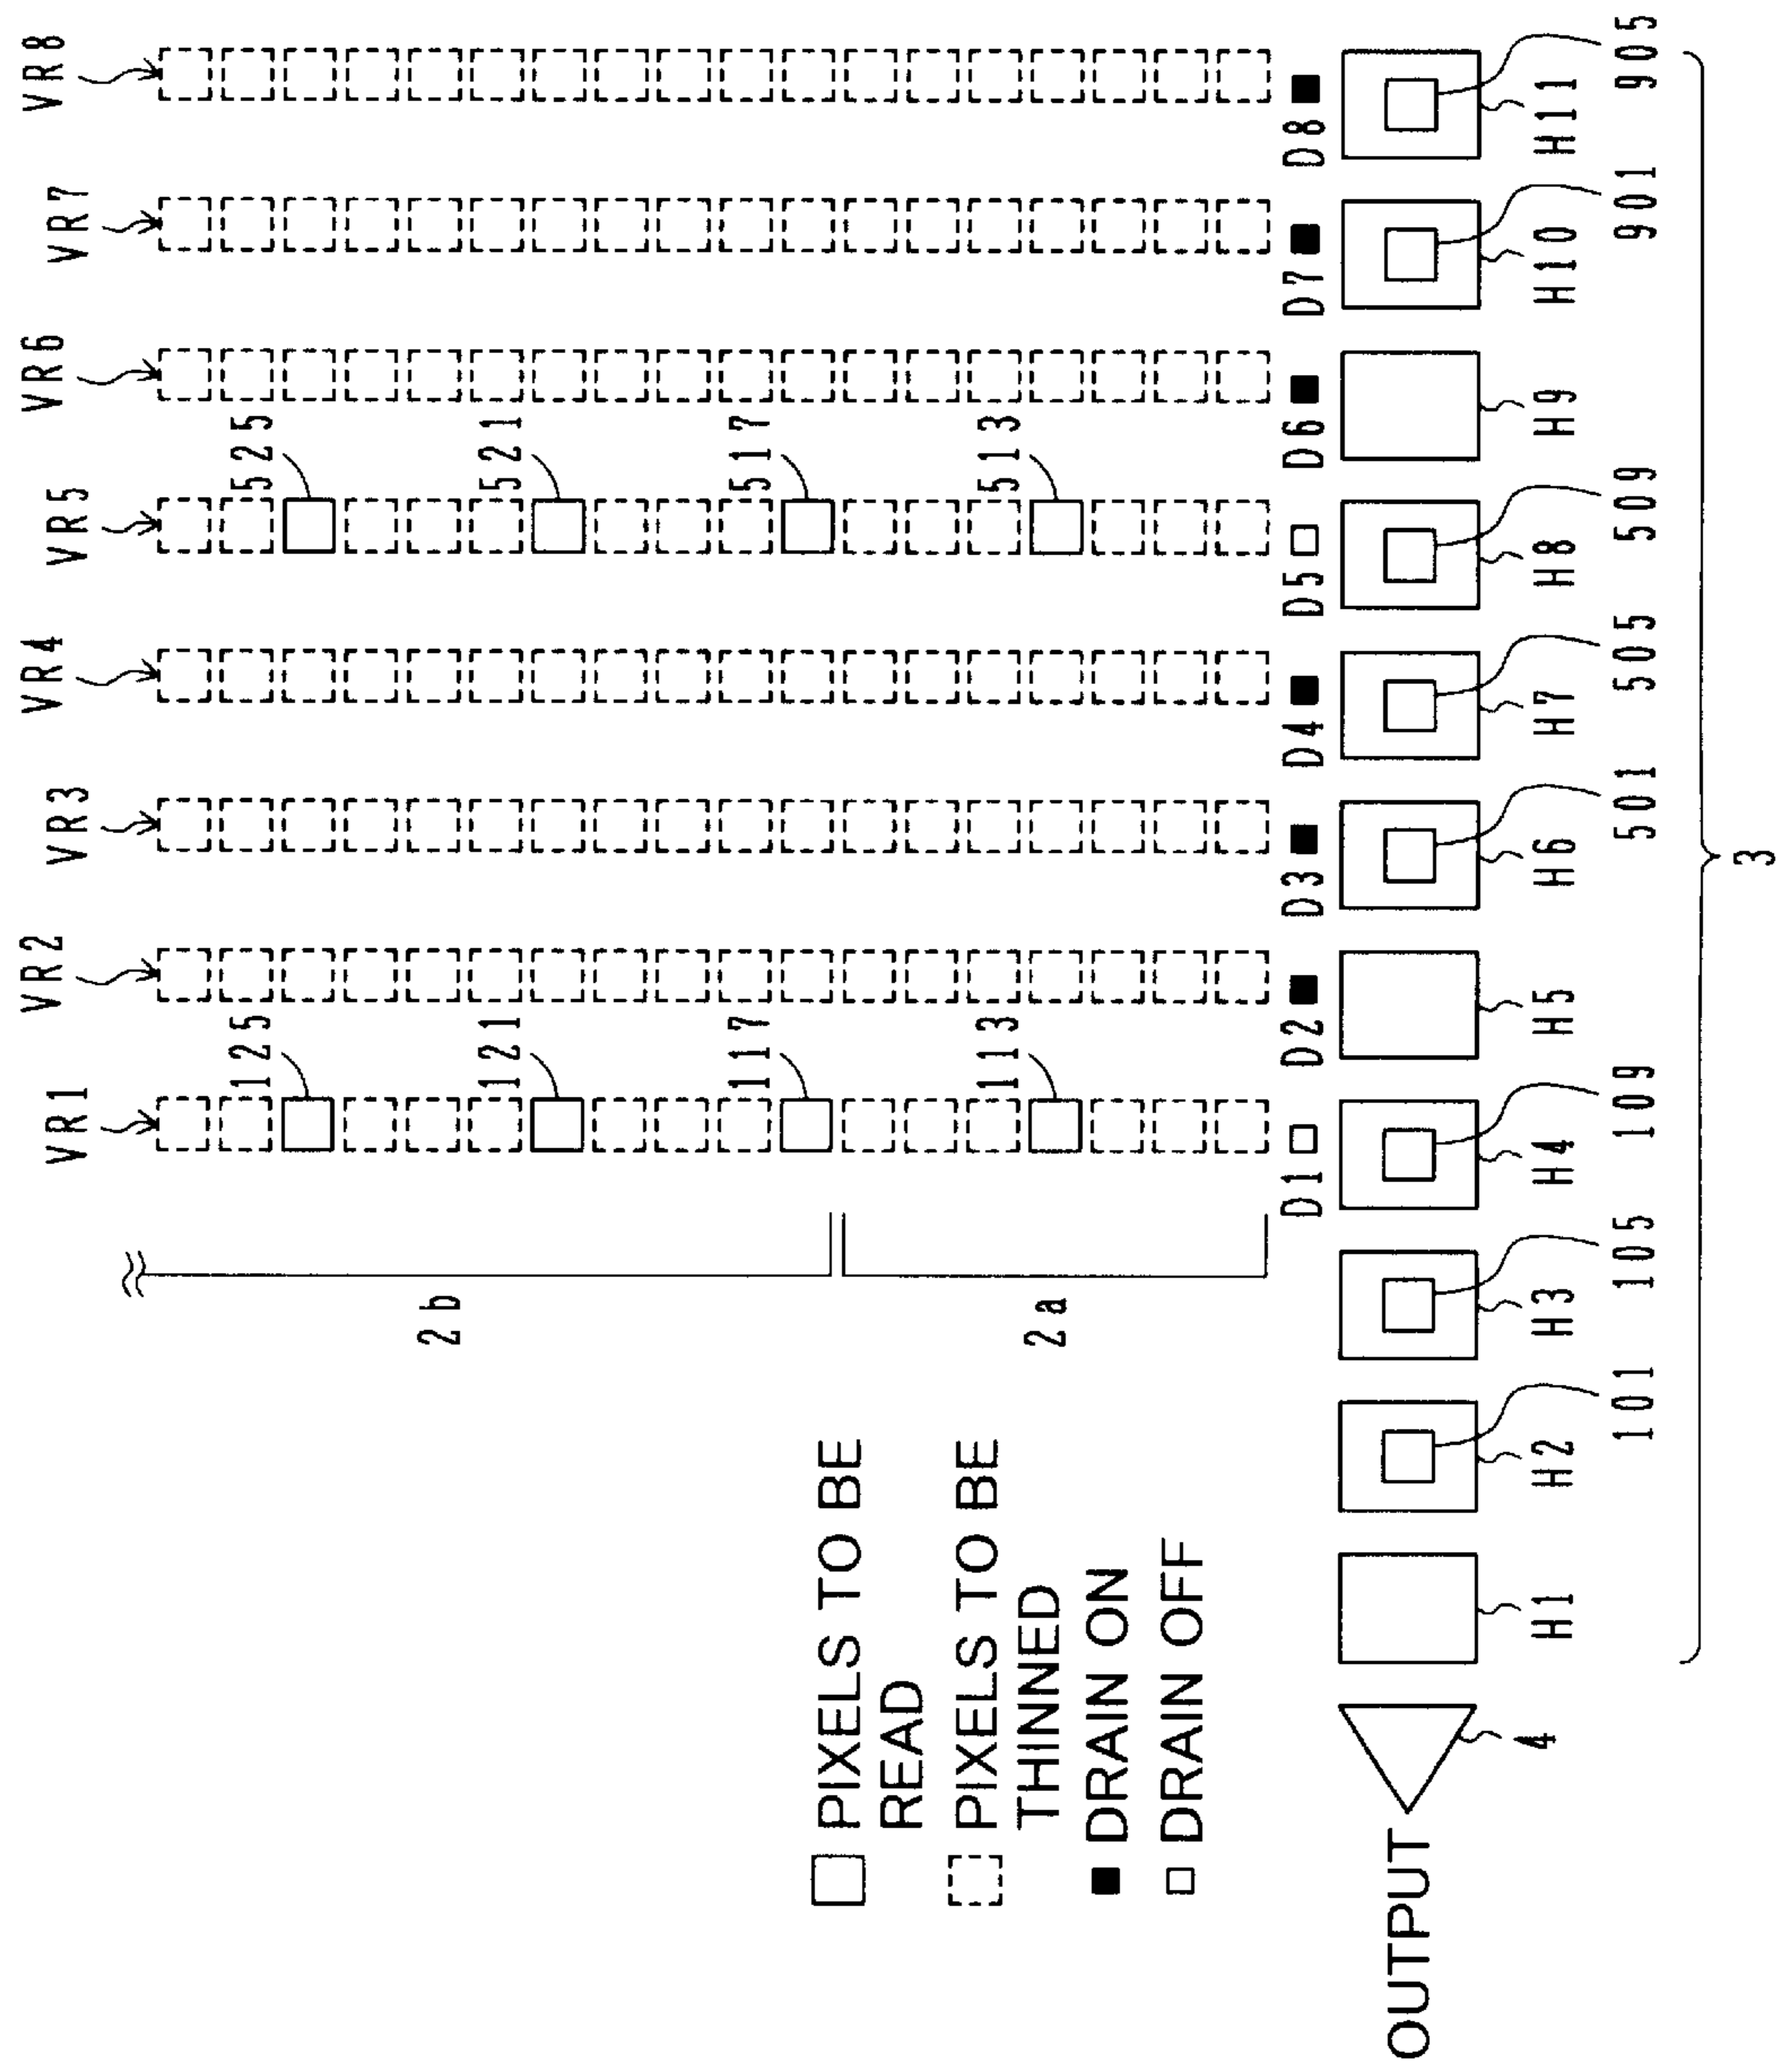 VR1
VR2
VR3
VR4
VR5
VR6
VR7
VR8
125
121
117
113
525
521
517
513
2b
2a
D1
D2
D3
D4
D5
D6
D7
D8
PIXELS TO BE
READ
PIXELS TO BE
THINNED
DRAIN ON
DRAIN OFF
OUTPUT
4
H1
H2
H3
H4
H5
H6
H7
H8
H9
H10
H11
101
105
109
501
505
509
901
905
3